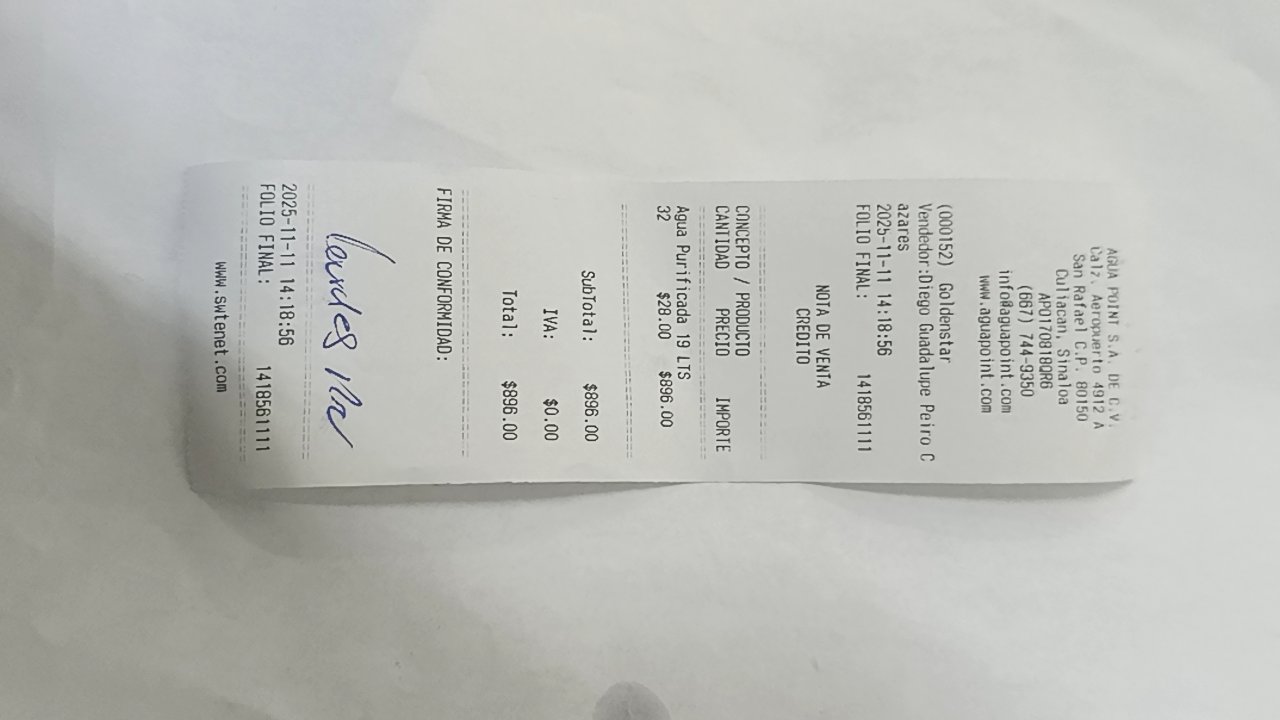 AGUA POINT S.A. DE C.V.
Calz. Aeropuerto 4912 A
San Rafael C.P. 80150
Culiacan, Sinaloa
APO170818QR6
(667) 744-9350
info@aguapoint.com
www.aguapoint.com
(000152) Goldenstar
Vendedor:Diego Guadalupe Peiro C
azares
2025-11-11 14:18:56
FOLIO FINAL: 1418561111
NOTA DE VENTA
CREDITO
CONCEPTO / PRODUCTO
CANTIDAD PRECIO IMPORTE
Agua Purificada 19 LTS
32 $28.00 $896.00
SubTotal: $896.00
IVA: $0.00
Total: $896.00
FIRMA DE CONFORMIDAD:
2025-11-11 14:18:56
FOLIO FINAL: 1418561111
www.swtenet.com